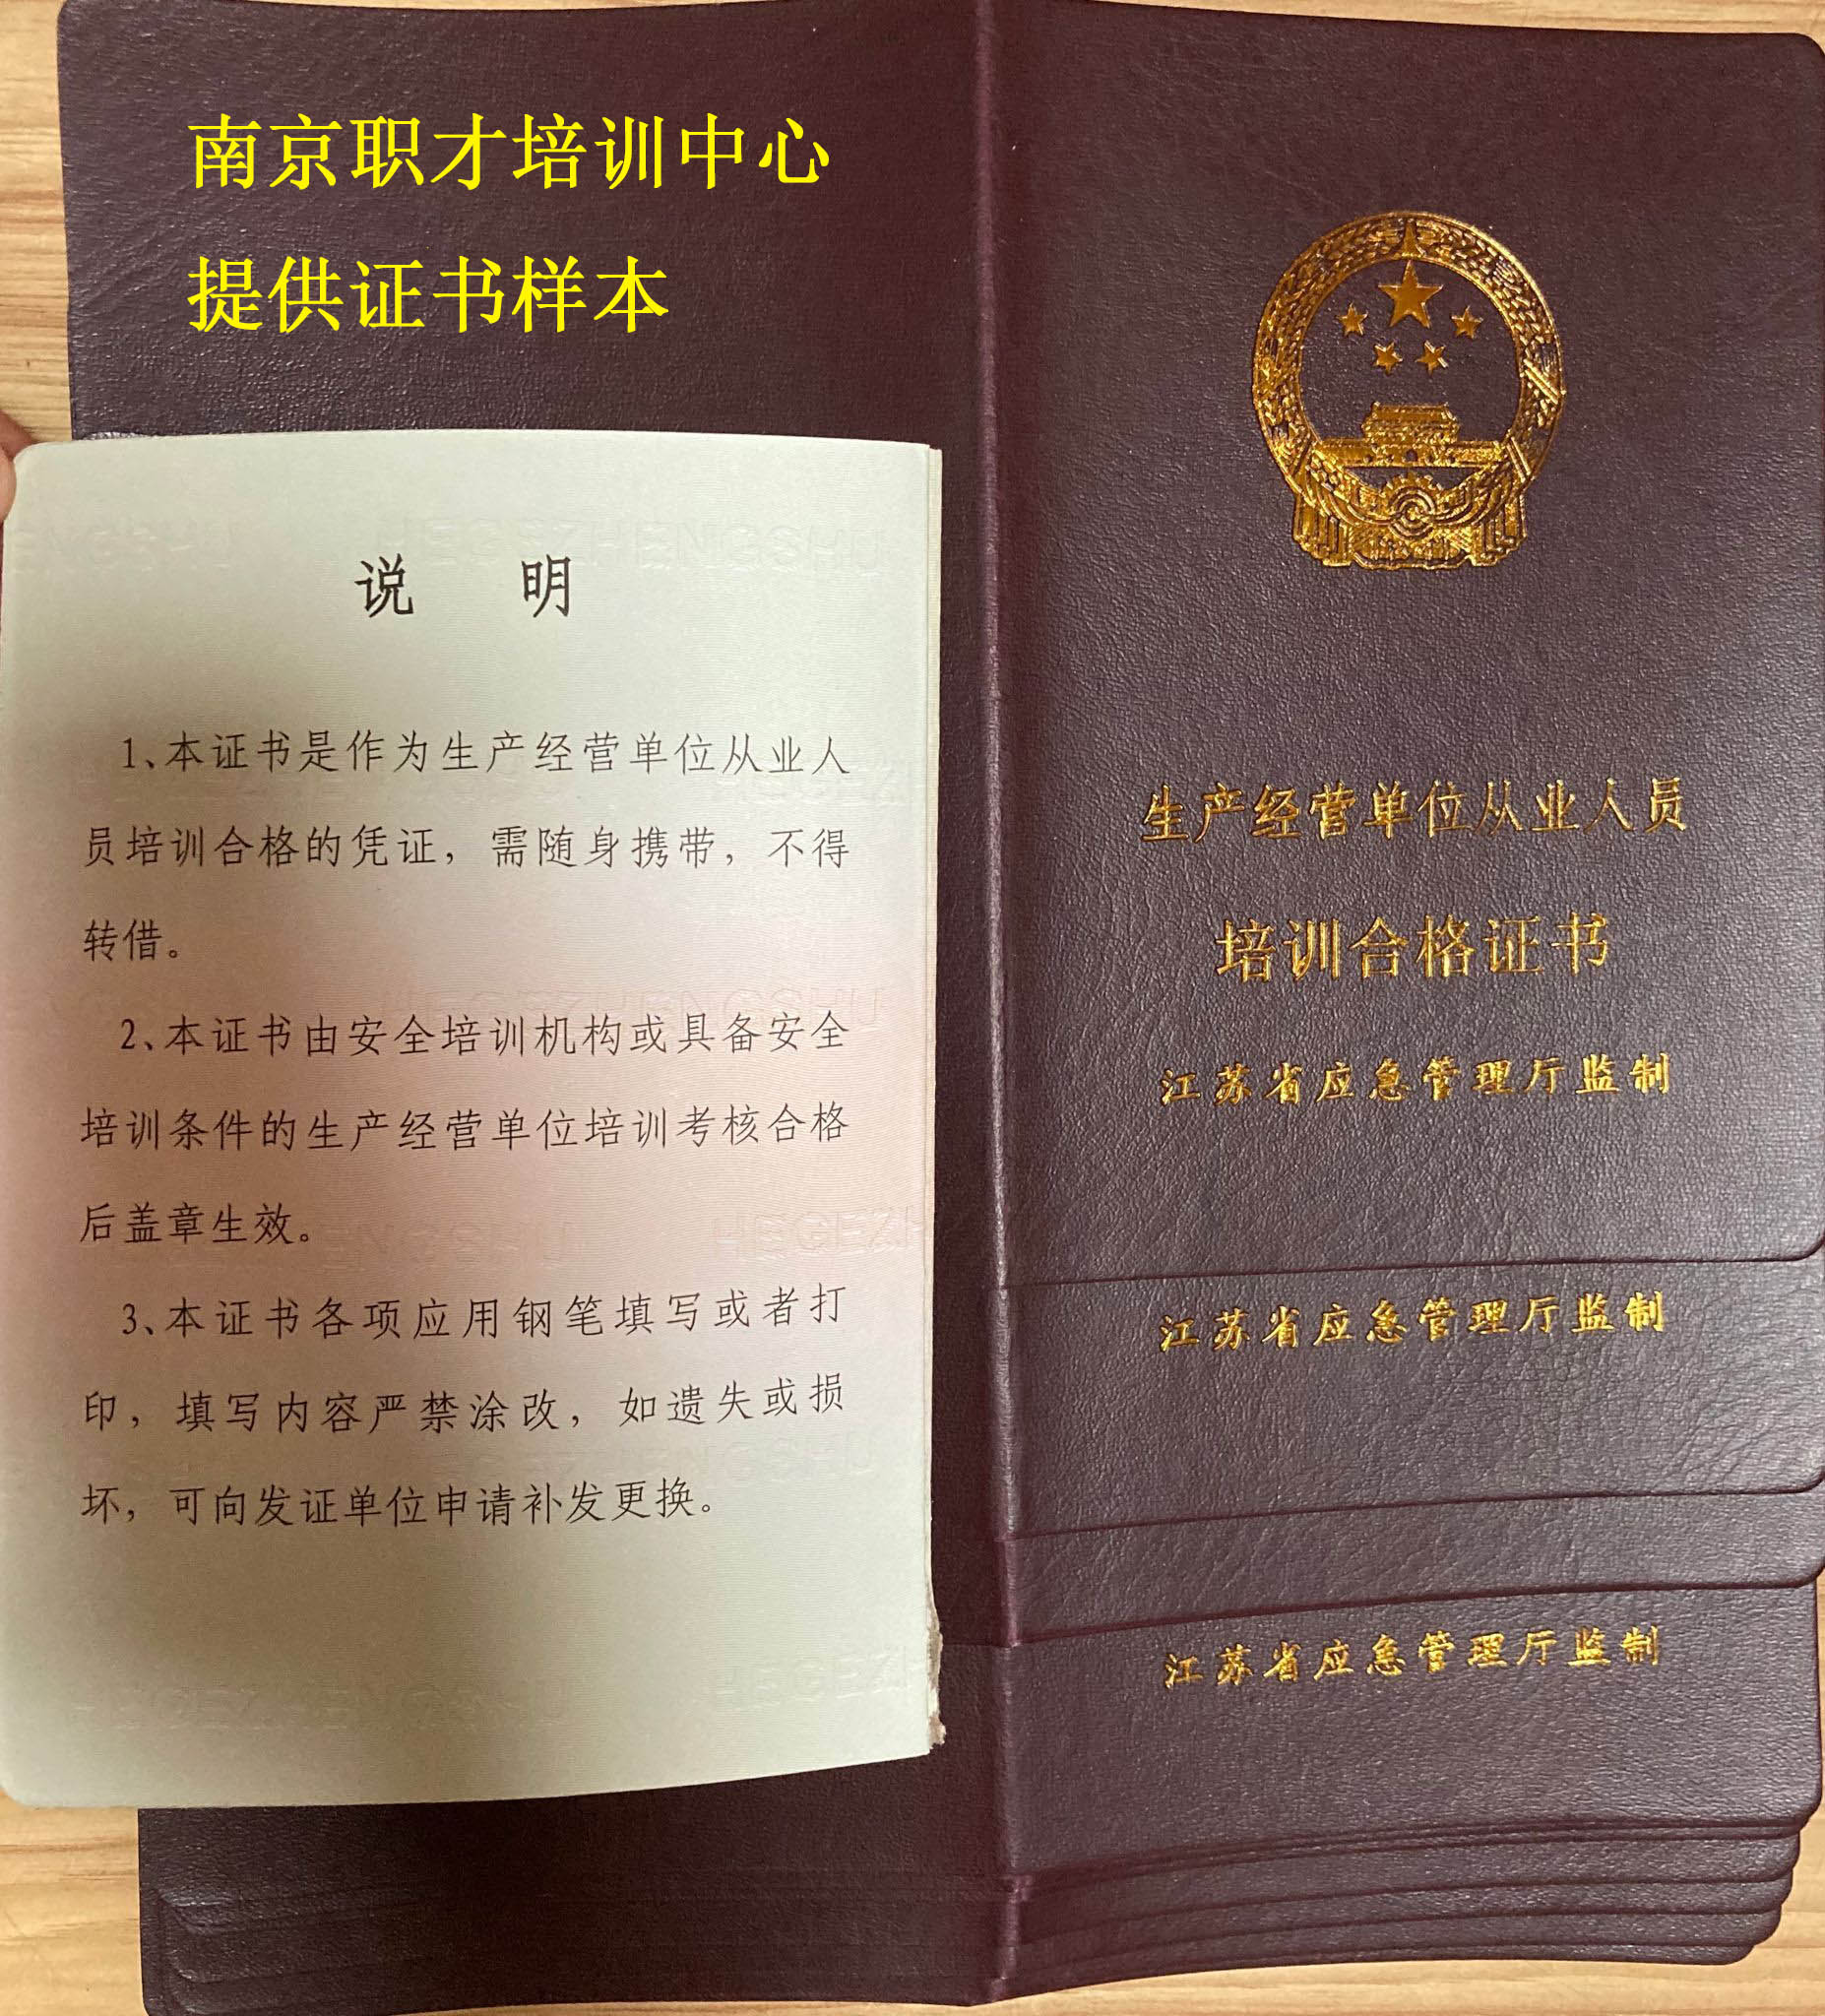 南京职才培训中心
提供证书样本
说 明
1、本证书是作为生产经营单位从业人
员培训合格的凭证，需随身携带，不得
转借。
2、本证书由安全培训机构或具备安全
培训条件的生产经营单位培训考核合格
后盖章生效。
3、本证书各项应用钢笔填写或者打
印，填写内容严禁涂改，如遗失或损
坏，可向发证单位申请补发更换。
生产经营单位从业人员
培训合格证书
江苏省应急管理厅监制
江苏省应急管理厅监制
江苏省应急管理厅监制